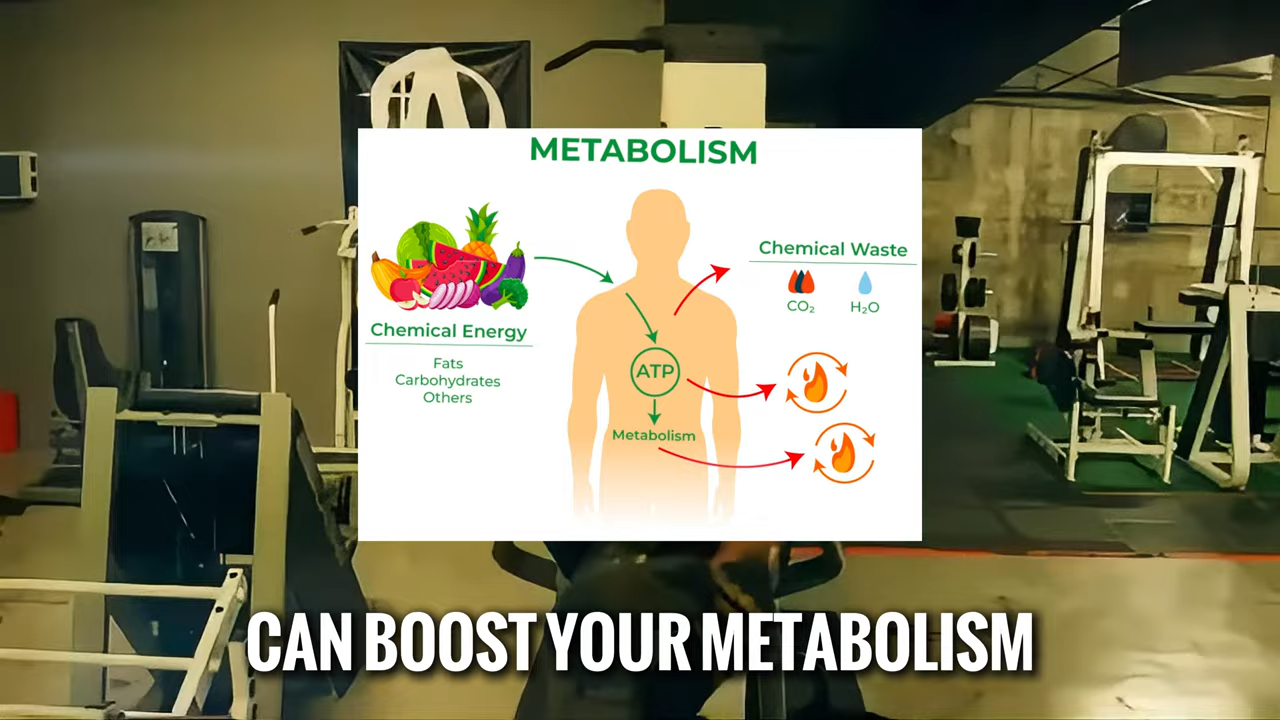 METABOLISM
Chemical Energy
Fats
Carbohydrates
Others
ATP
Metabolism
Chemical Waste
CO₂
H₂O
CAN BOOST YOUR METABOLISM